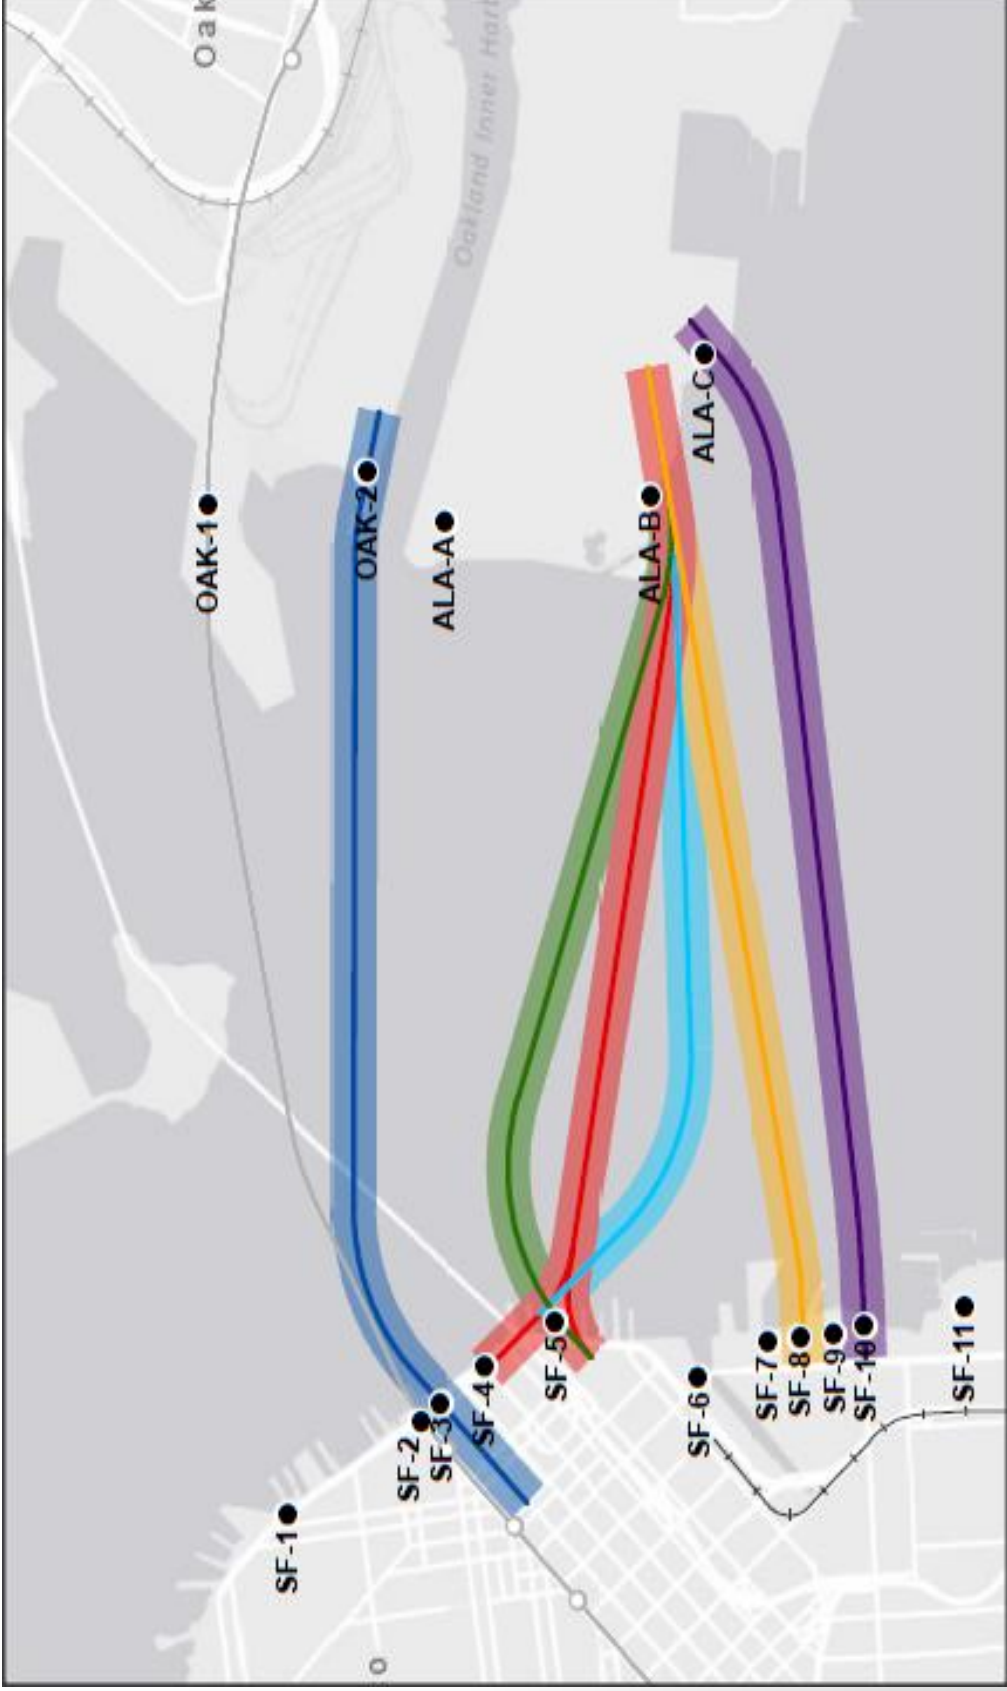 Oak
Oakland Inner Harb
OAK-1
OAK-2
ALA-A
ALA-B
ALA-C
SF-1
SF-2
SF-3
SF-4
SF-5
SF-6
SF-7
SF-8
SF-9
SF-10
SF-11
o